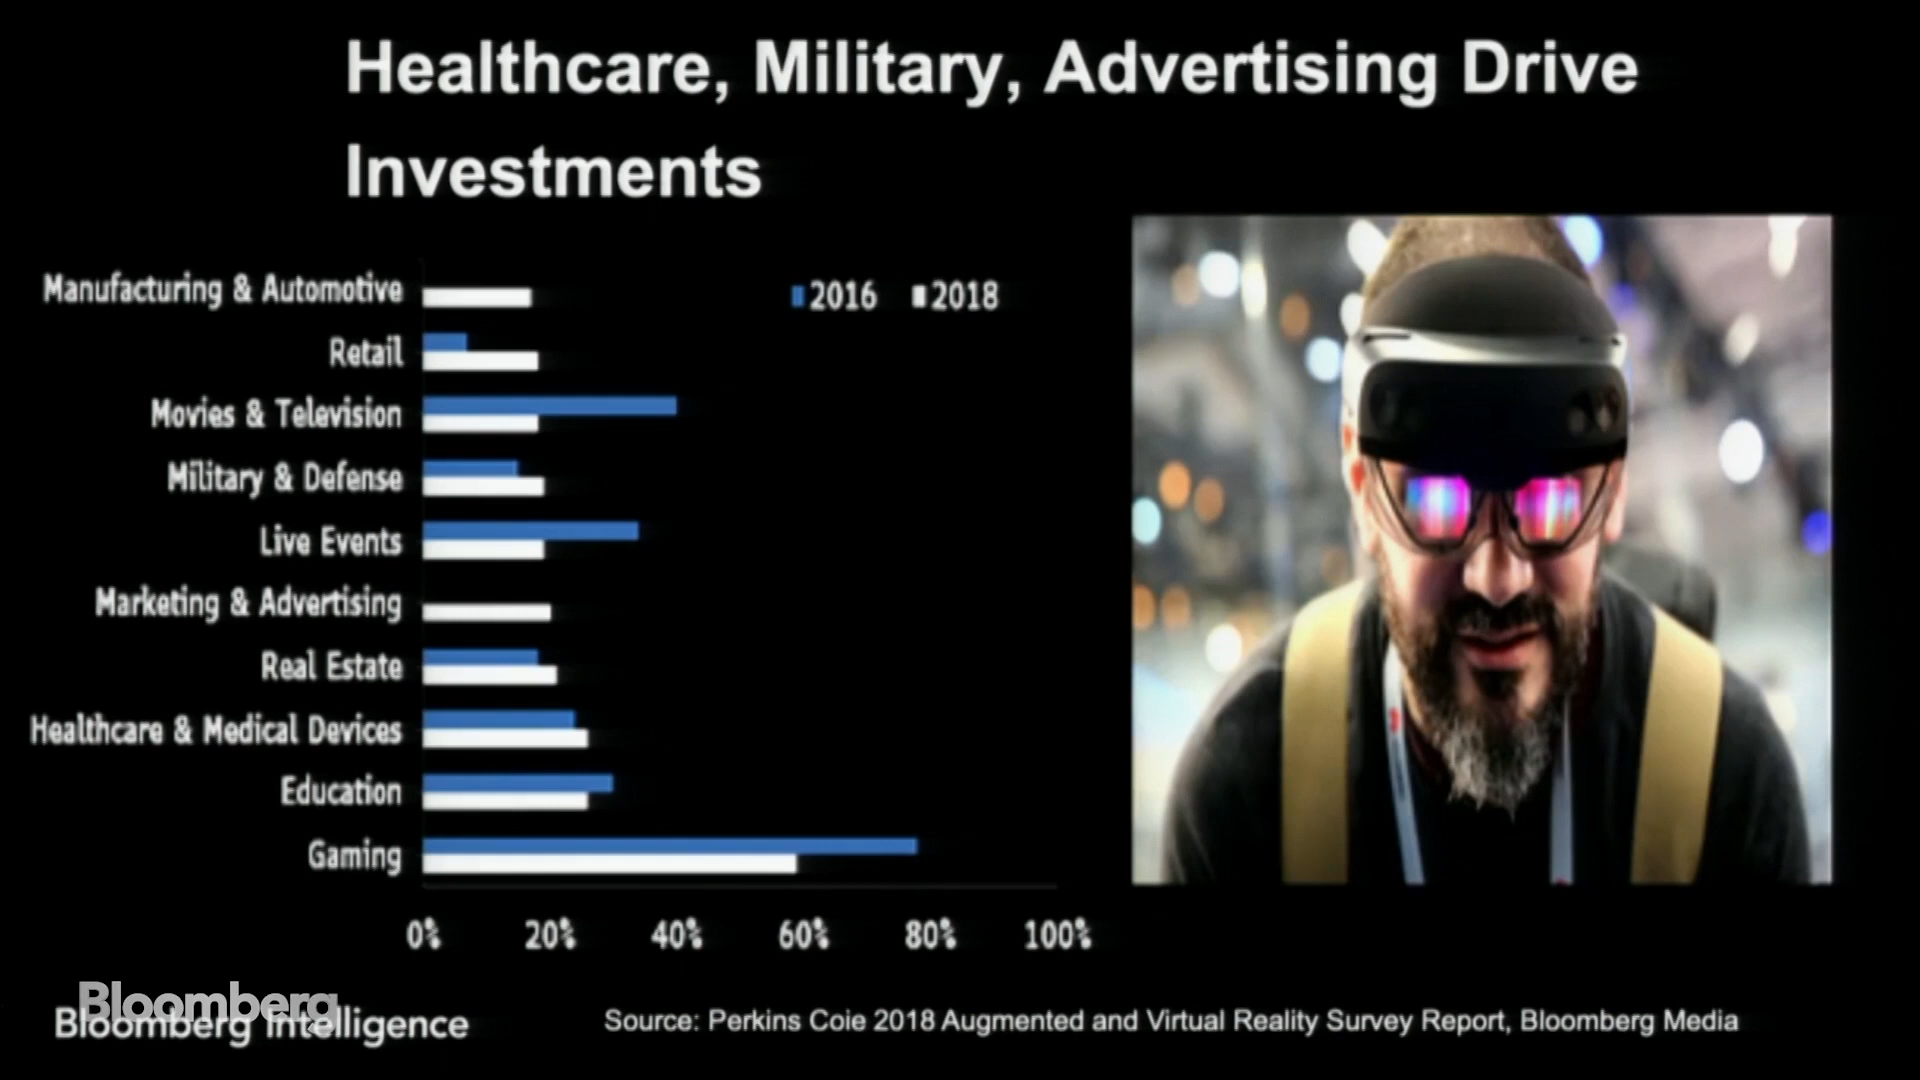 Healthcare, Military, Advertising Drive
Investments
Manufacturing & Automotive
2016 2018
Retail
Movies & Television
Military & Defense
Live Events
Marketing & Advertising
Real Estate
Healthcare & Medical Devices
Education
Gaming
0% 20% 40% 60% 80% 100%
Bloomberg
Bloomberg Intelligence
Source: Perkins Coie 2018 Augmented and Virtual Reality Survey Report, Bloomberg Media